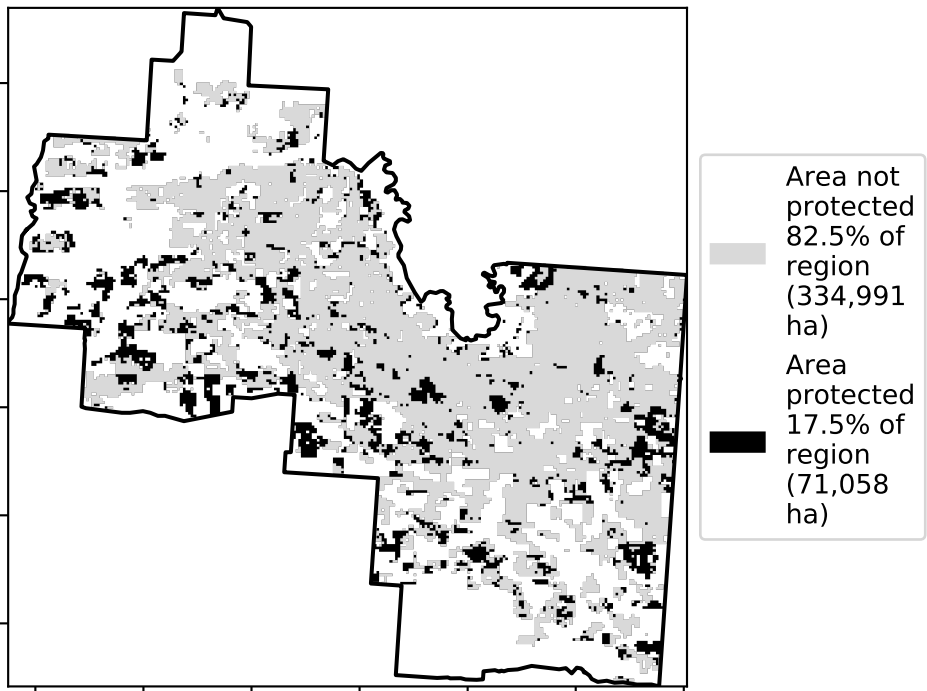 Area not
protected
82.5% of
region
(334,991
ha)
Area
protected
17.5% of
region
(71,058
ha)